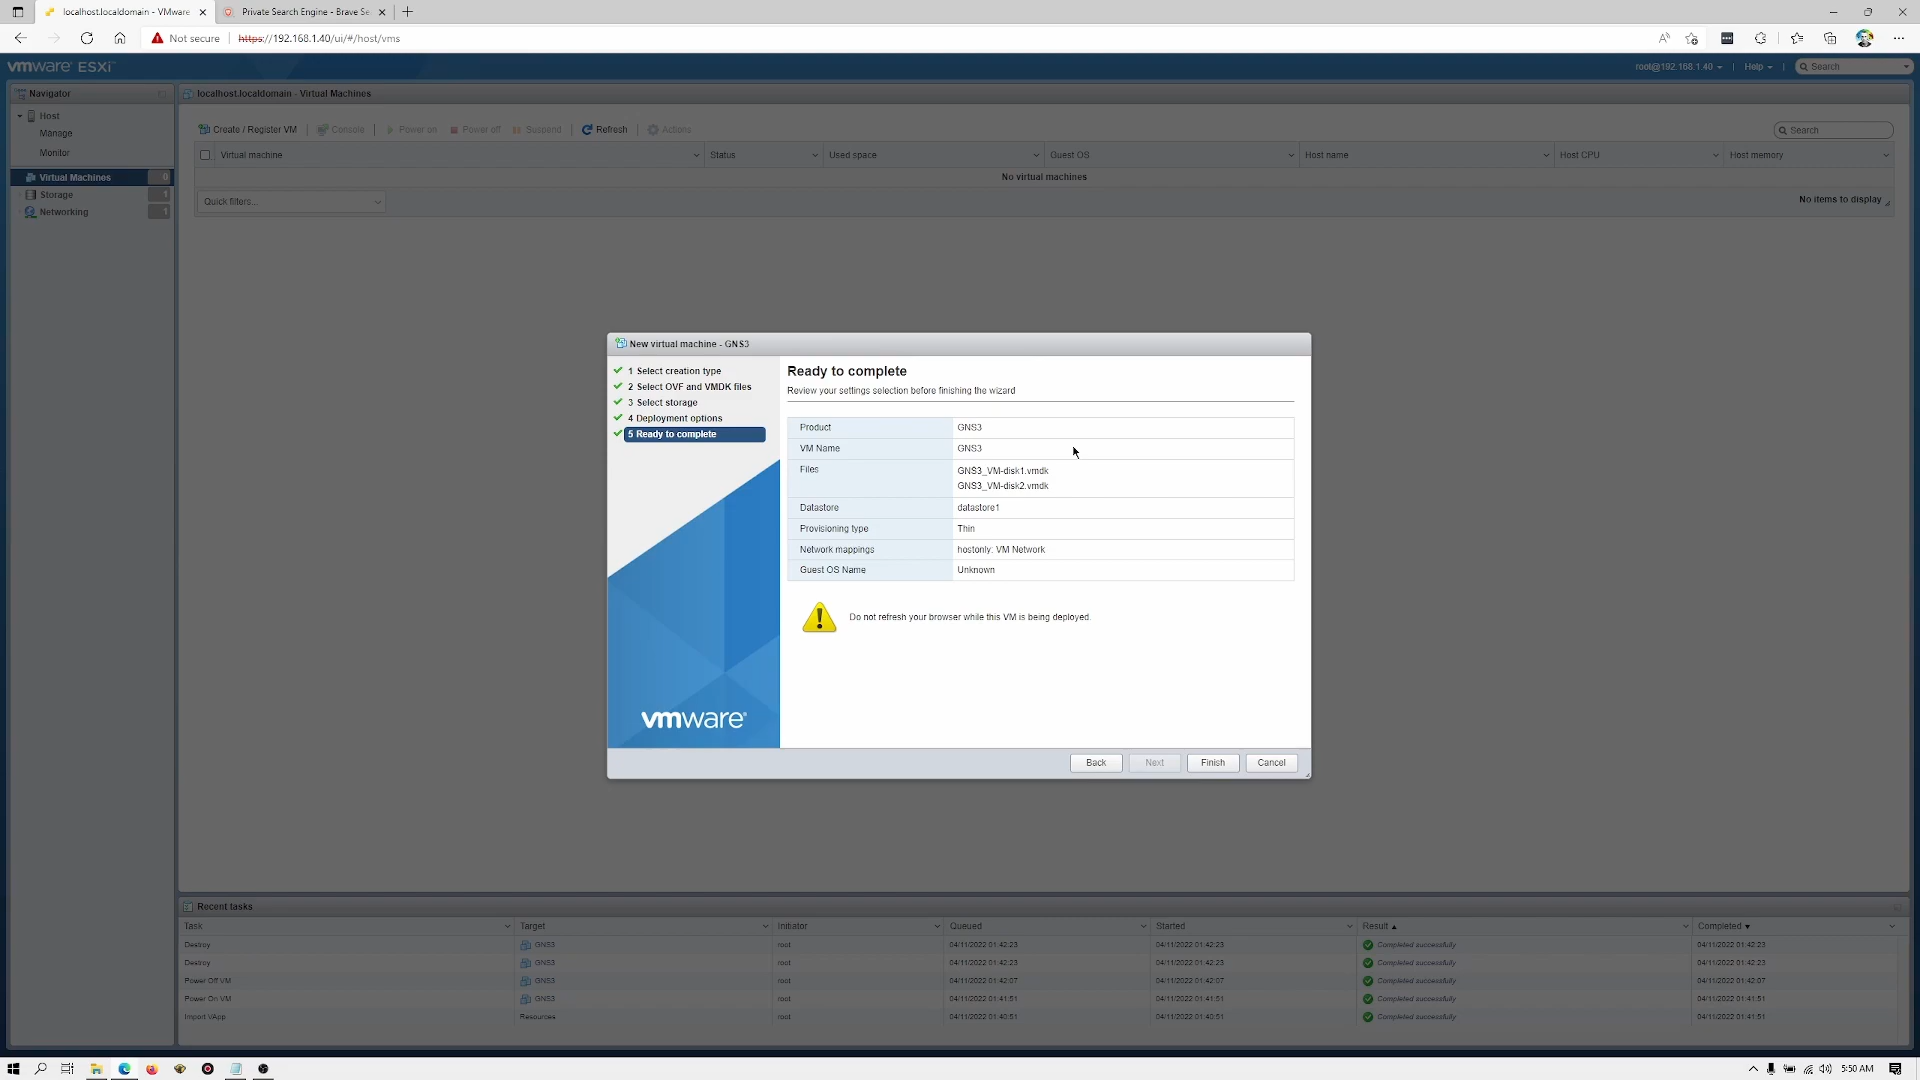 localhost.localdomain - VMware
Private Search Engine - Brave Se
Not secure
https://192.168.1.40/ui/#/host/vms
vmware ESXi
root@192.168.1.40
Help
Search
Navigator
localhost.localdomain - Virtual Machines
Host
Manage
Monitor
Virtual Machines 0
Storage 1
Networking 1
Create / Register VM
Console
Power on
Power off
Suspend
Refresh
Actions
Search
Virtual machine
Status
Used space
Guest OS
Host name
Host CPU
Host memory
No virtual machines
Quick filters...
No items to display
New virtual machine - GNS3
1 Select creation type
2 Select OVF and VMDK files
3 Select storage
4 Deployment options
5 Ready to complete
vmware
Ready to complete
Review your settings selection before finishing the wizard
Product GNS3
VM Name GNS3
Files GNS3_VM-disk1.vmdk
GNS3_VM-disk2.vmdk
Datastore datastore1
Provisioning type Thin
Network mappings hostonly: VM Network
Guest OS Name Unknown
Do not refresh your browser while this VM is being deployed.
Back
Next
Finish
Cancel
Recent tasks
Task Target Initiator Queued Started Result Completed
Destroy GNS3 root 04/11/2022 01:42:23 04/11/2022 01:42:23 Completed successfully 04/11/2022 01:42:23
Destroy GNS3 root 04/11/2022 01:42:23 04/11/2022 01:42:23 Completed successfully 04/11/2022 01:42:23
Power Off VM GNS3 root 04/11/2022 01:42:07 04/11/2022 01:42:07 Completed successfully 04/11/2022 01:42:07
Power On VM GNS3 root 04/11/2022 01:41:51 04/11/2022 01:41:51 Completed successfully 04/11/2022 01:41:51
Import VApp Resources root 04/11/2022 01:40:51 04/11/2022 01:40:51 Completed successfully 04/11/2022 01:41:51
5:50 AM